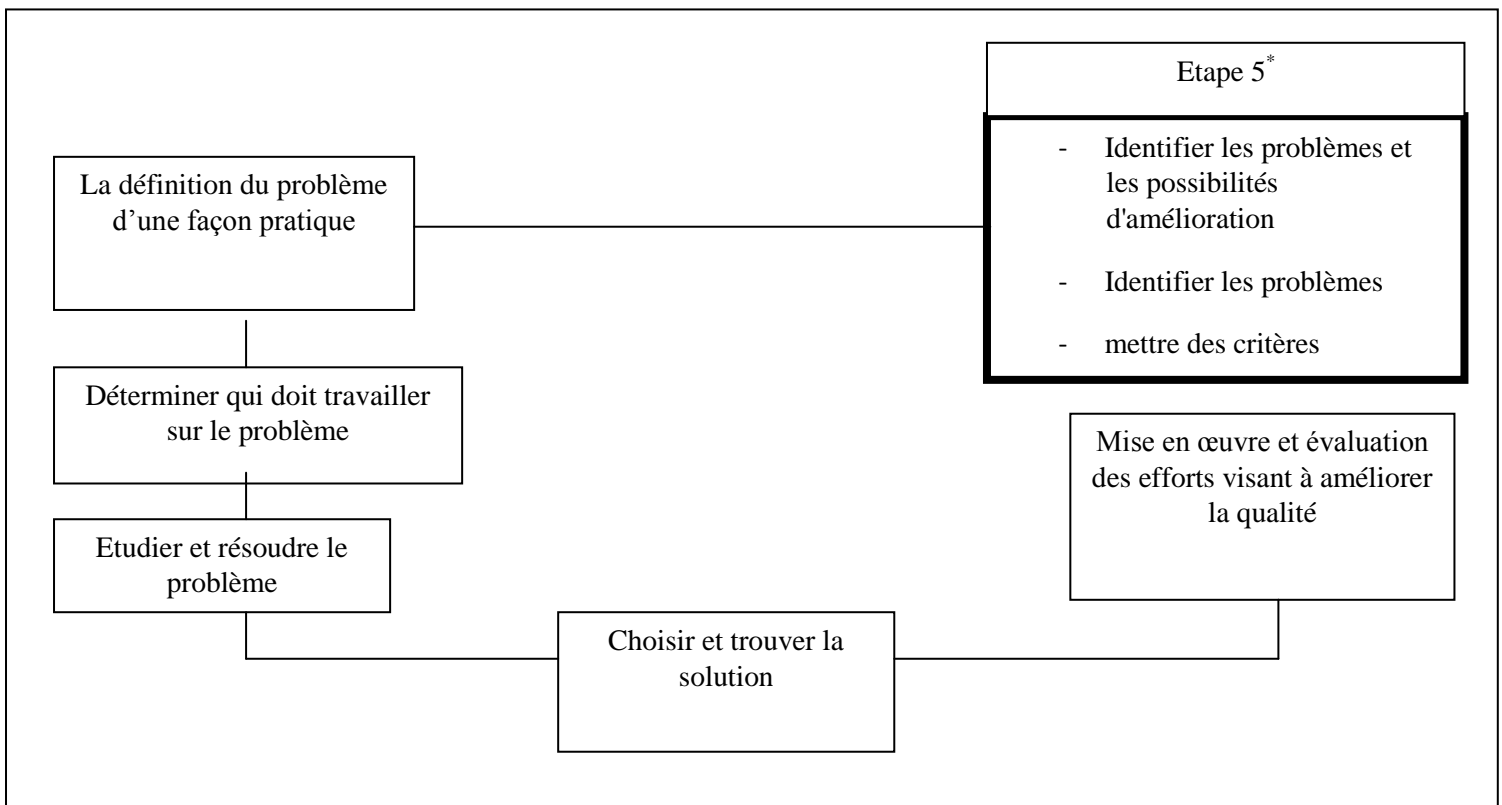 Etape 5*
- Identifier les problèmes et
les possibilités
d'amélioration
- Identifier les problèmes
- mettre des critères
La définition du problème
d’une façon pratique
Déterminer qui doit travailler
sur le problème
Etudier et résoudre le
problème
Choisir et trouver la
solution
Mise en œuvre et évaluation
des efforts visant à améliorer
la qualité